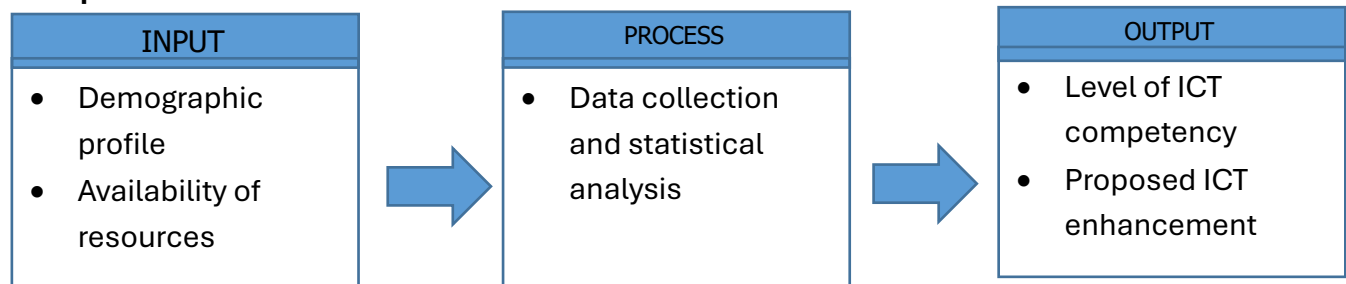 INPUT
• Demographic
profile
• Availability of
resources
PROCESS
• Data collection
and statistical
analysis
OUTPUT
• Level of ICT
competency
• Proposed ICT
enhancement